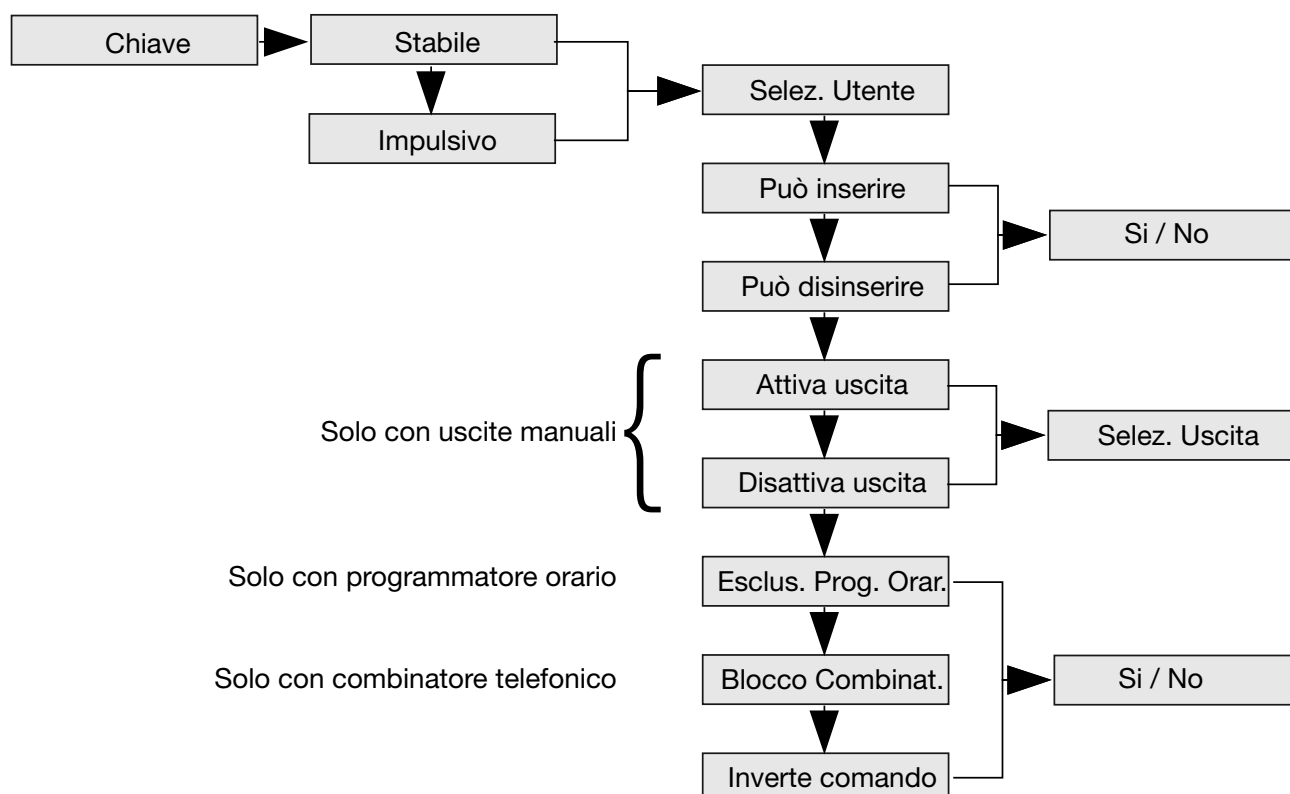 Chiave
Stabile
Impulsivo
Selez. Utente
Può inserire
Si / No
Può disinserire
Solo con uscite manuali
Attiva uscita
Selez. Uscita
Disattiva uscita
Solo con programmatore orario
Esclus. Prog. Orar.
Solo con combinatore telefonico
Blocco Combinat.
Si / No
Inverte comando